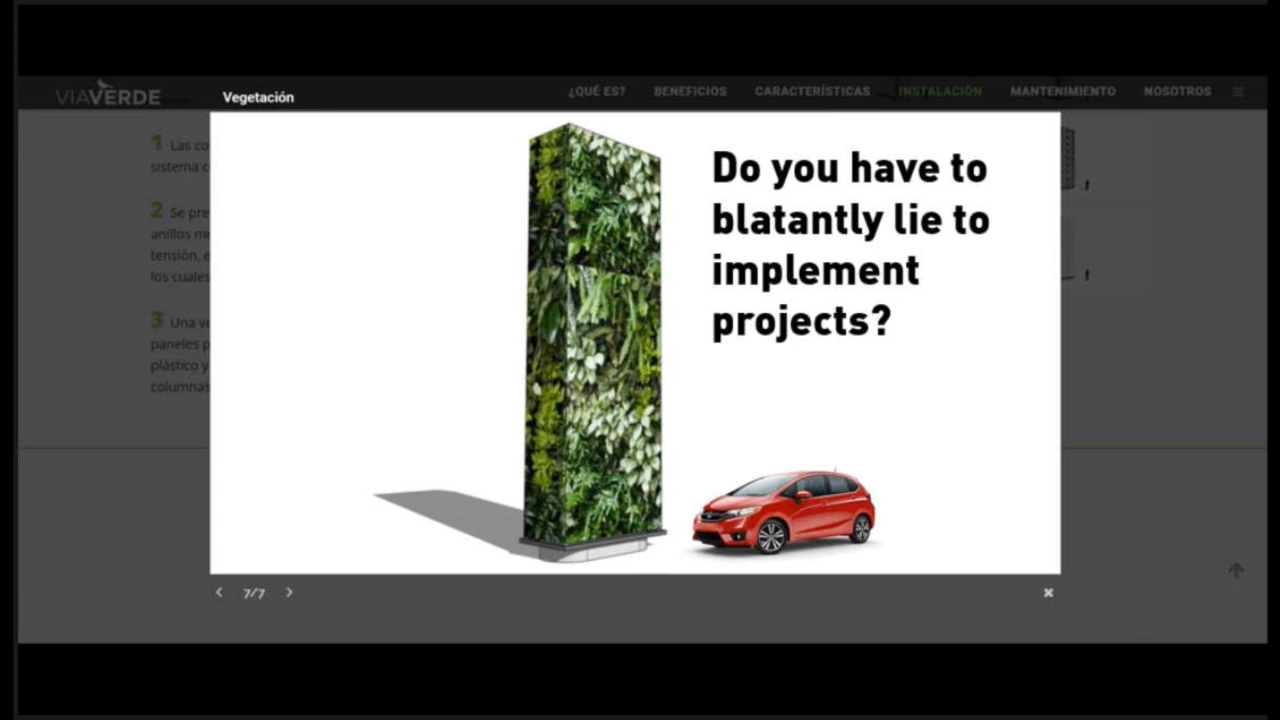 VIAVERDE
Vegetación
¿QUÉ ES?
BENEFICIOS
CARACTERÍSTICAS
INSTALACIÓN
MANTENIMIENTO
NOSOTROS
1 Las co
sistema c
2 Se pre
anillos me
tensión, e
los cuales
3 Una ve
paneles p
plástico y
columnas
Do you have to
blatantly lie to
implement
projects?
7/7